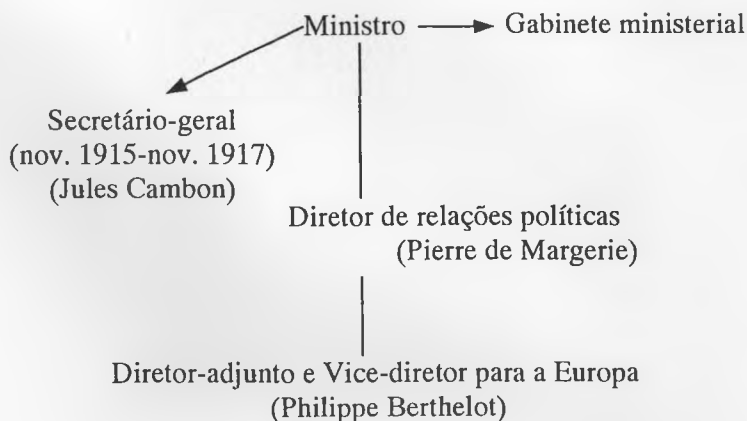 Ministro Gabinete ministerial
Secretário-geral
(nov. 1915-nov. 1917)
(Jules Cambon)
Diretor de relações políticas
(Pierre de Margerie)
Diretor-adjunto e Vice-diretor para a Europa
(Philippe Berthelot)